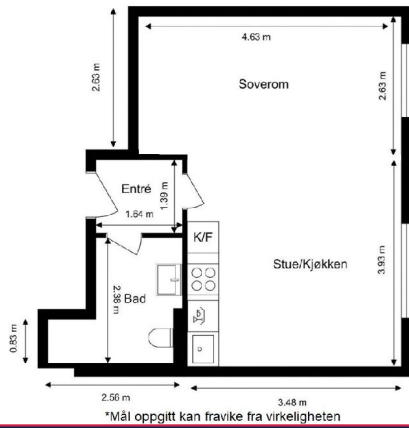 4.63 m
2.63 m
2.63 m
Soverom
Entré
1.39 m
1.64 m
K/F
Stue/Kjøkken
3.93 m
2.38 m
Bad
0.83 m
2.56 m
3.48 m
*Mål oppgitt kan fravike fra virkeligheten